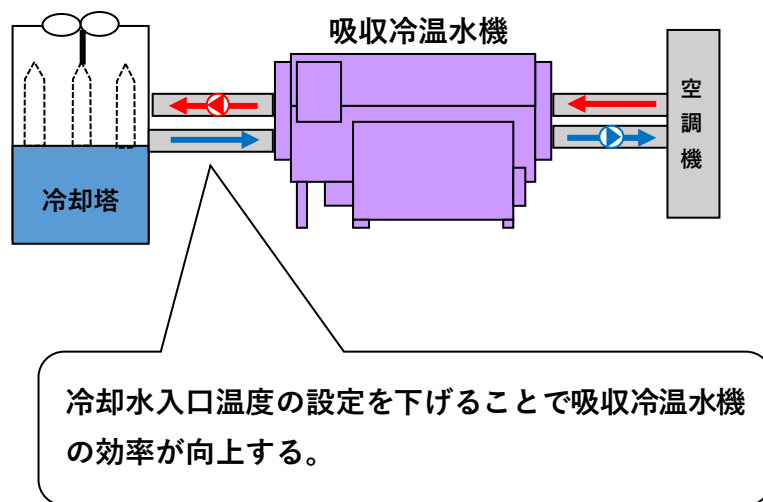 吸収冷温水機
空調機
冷却塔
冷却水入口温度の設定を下げることで吸収冷温水機
の効率が向上する。